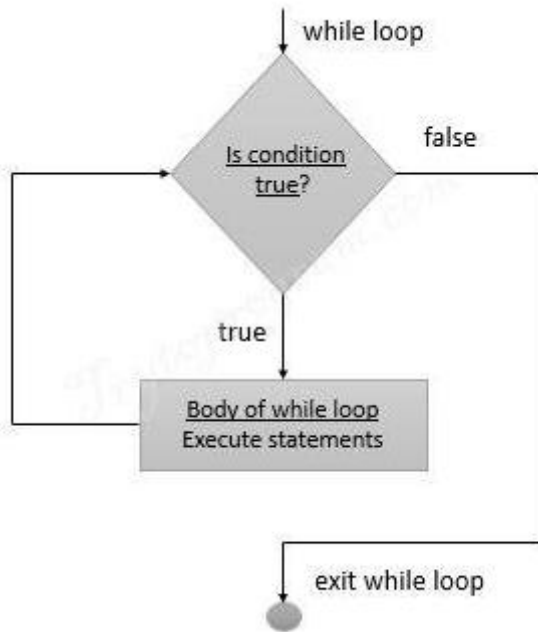 while loop
Is condition
true?
false
true
Body of while loop
Execute statements
exit while loop